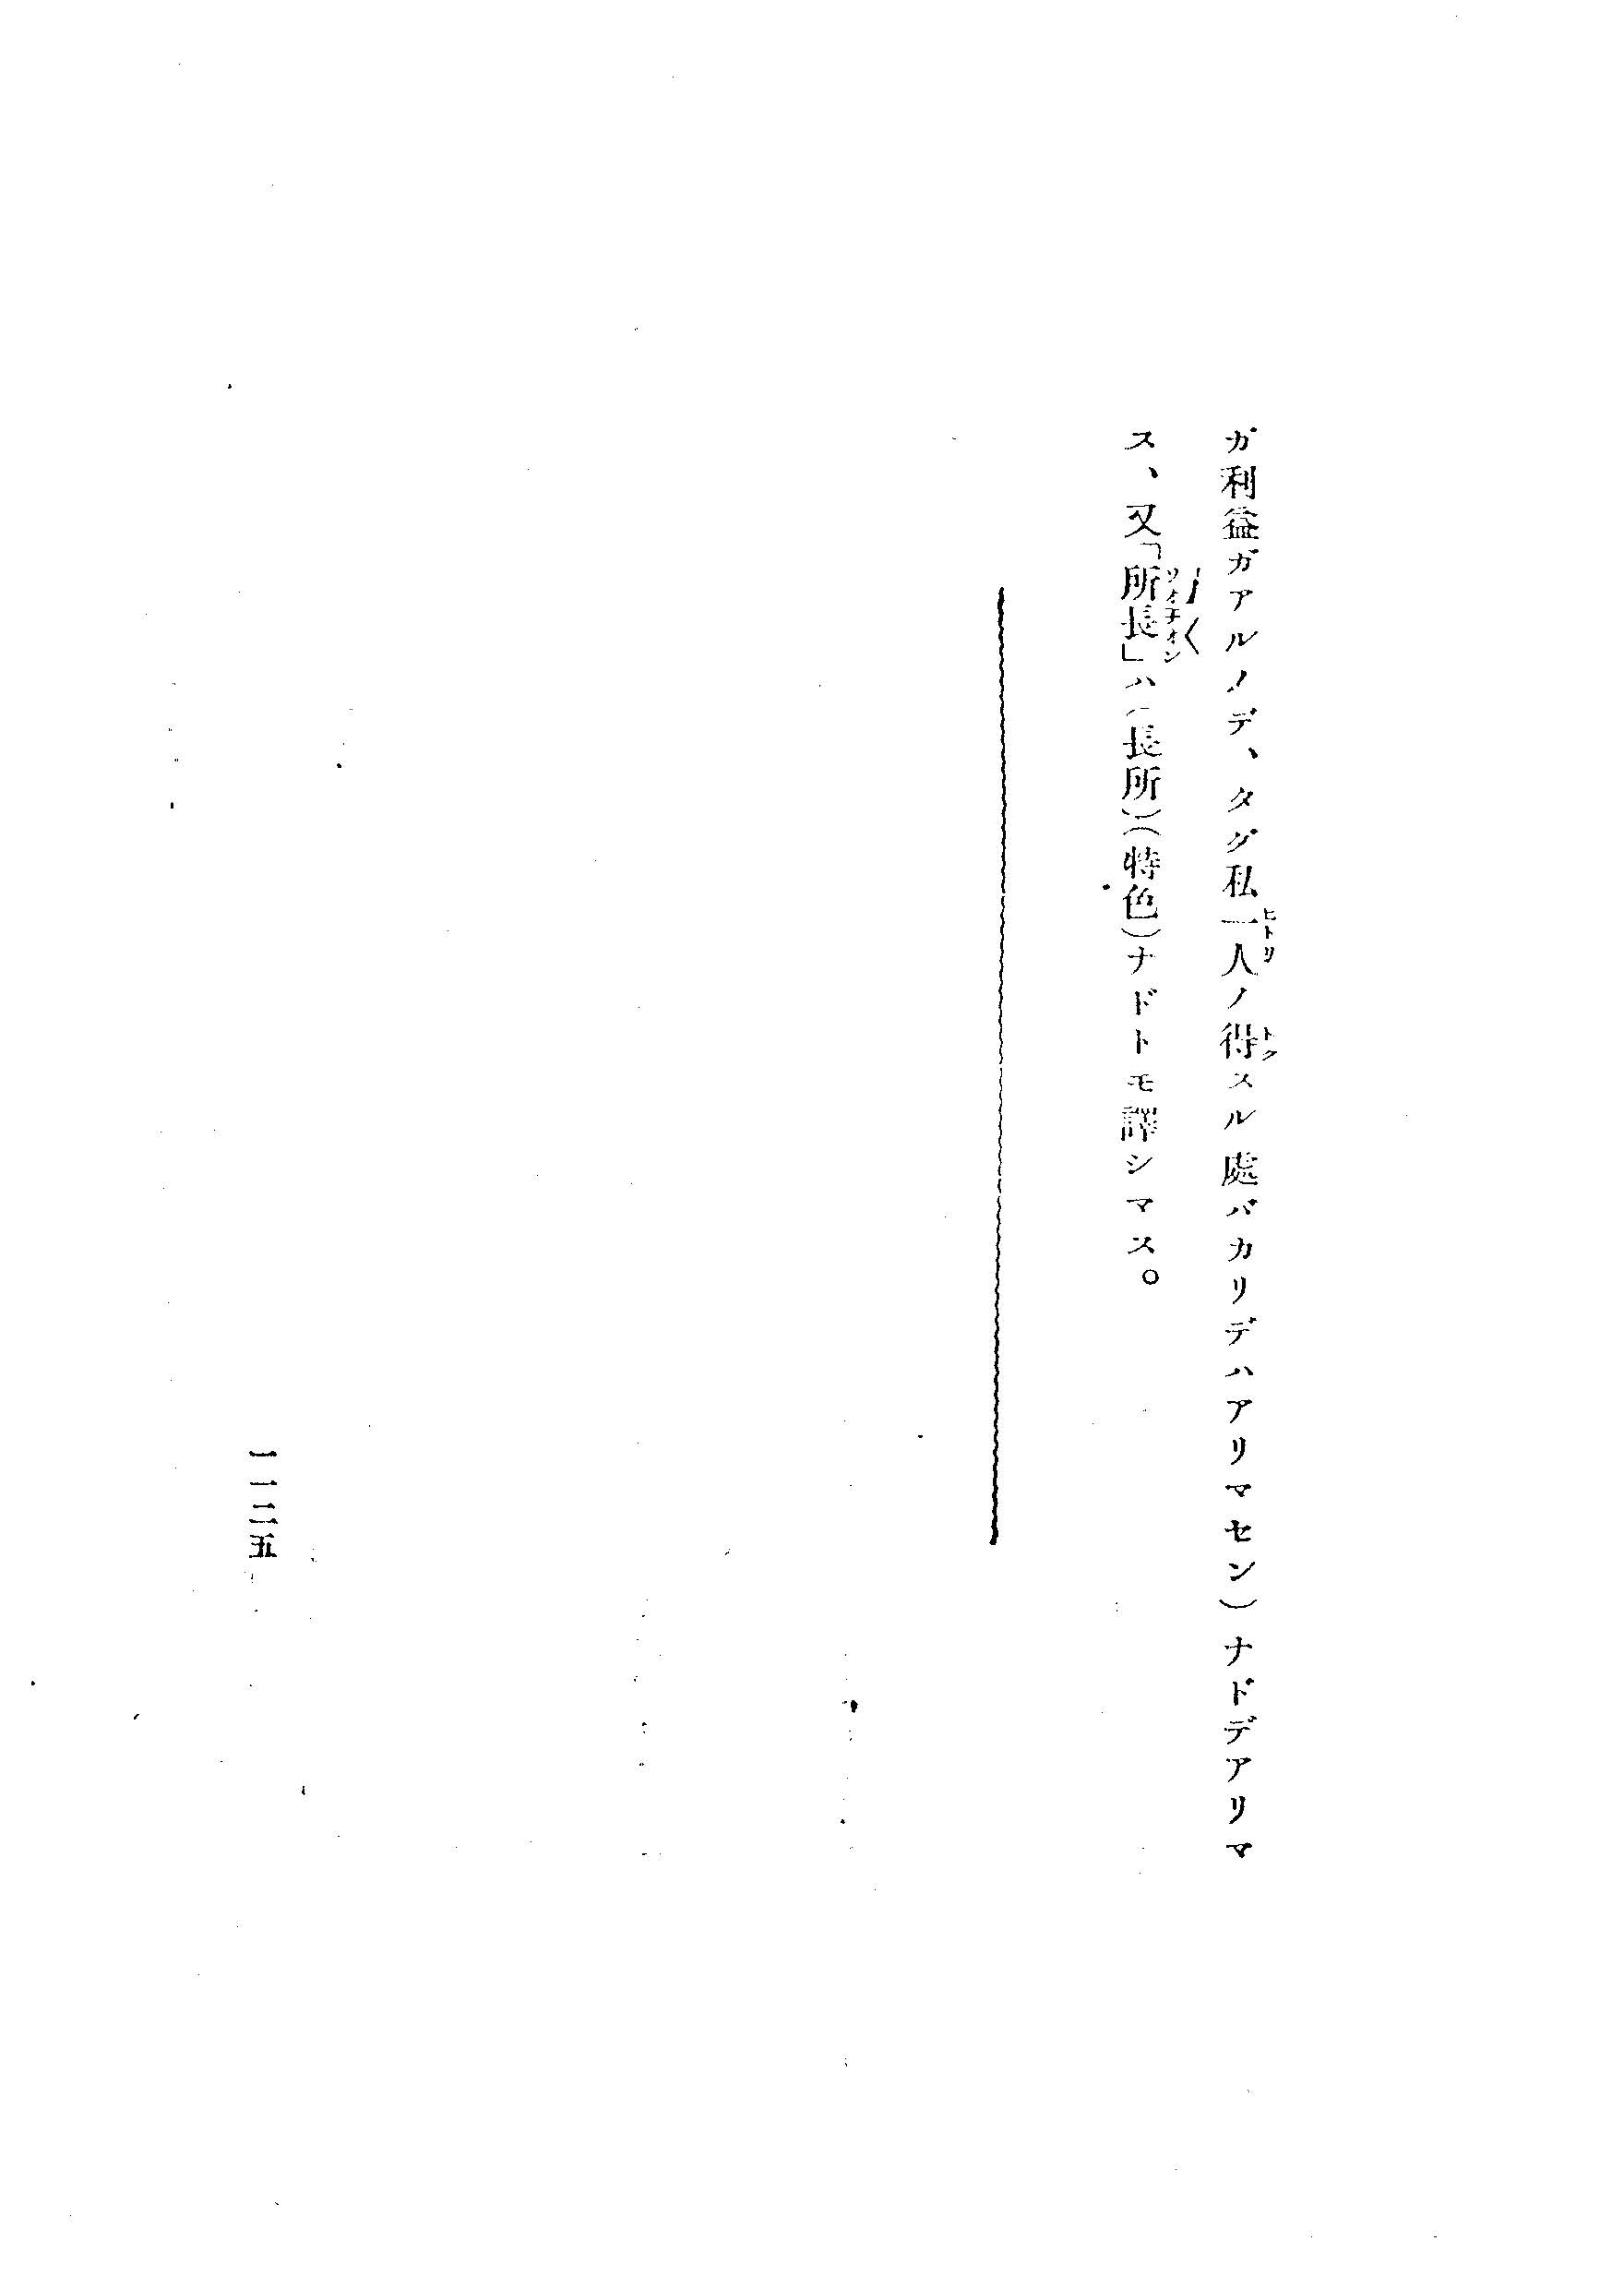 ガ利益ガアルノデ、タヾ私一人ノ得スル處バカリデハアリマセン)ナドデアリマ
ス、又「所長」ハ(長所)(特色)ナドトモ譯シマス。
一二五